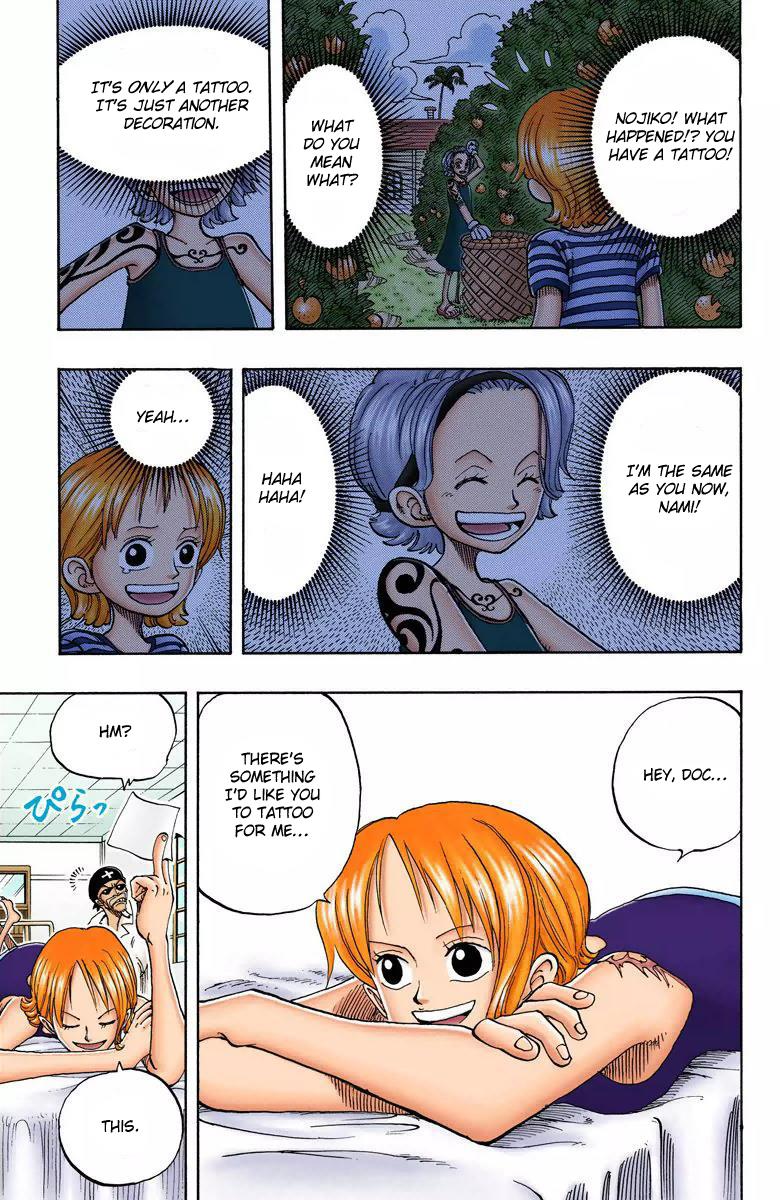 NOJIKO! WHAT
HAPPENED!? YOU
HAVE A TATTOO!
WHAT
DO YOU
MEAN
WHAT?
IT'S ONLY A TATTOO.
IT'S JUST ANOTHER
DECORATION.
I'M THE SAME
AS YOU NOW,
NAMI!
HAHA
HAHA!
YEAH...
HEY, DOC...
THERE'S
SOMETHING
I'D LIKE YOU
TO TATTOO
FOR ME...
HM?
ぴらっ
THIS.